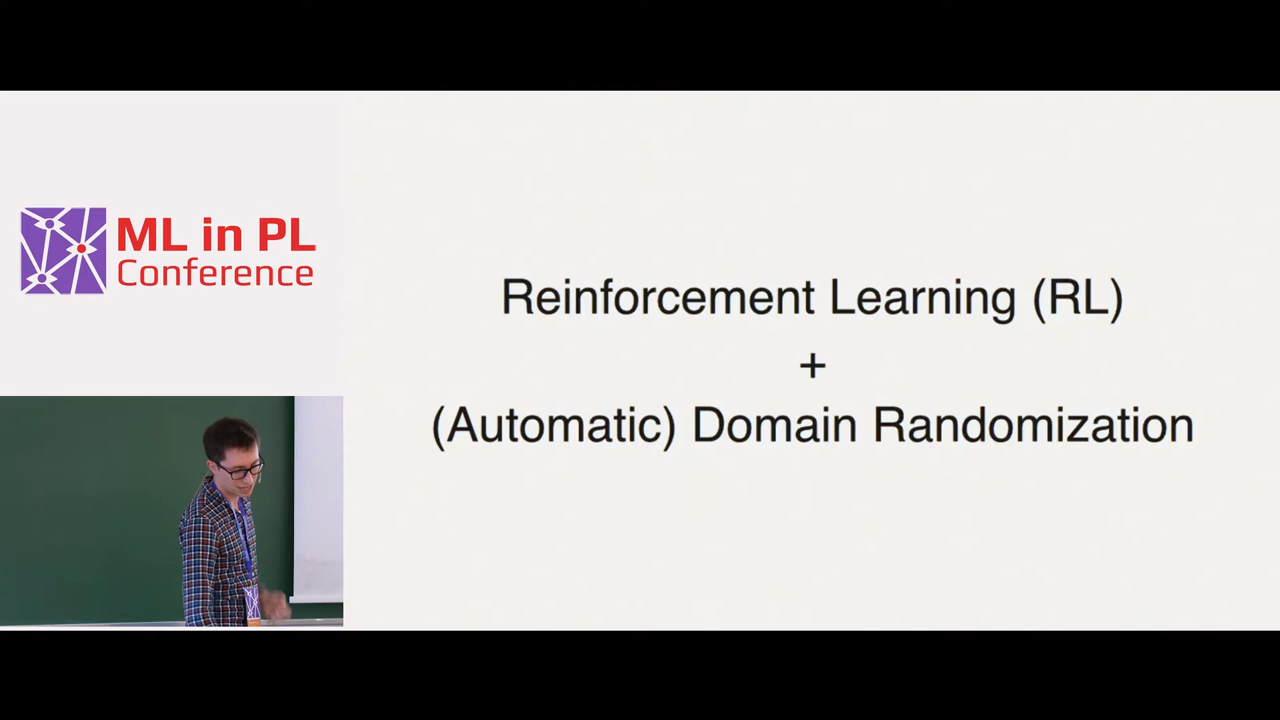 ML in PL
Conference
Reinforcement Learning (RL)
+
(Automatic) Domain Randomization